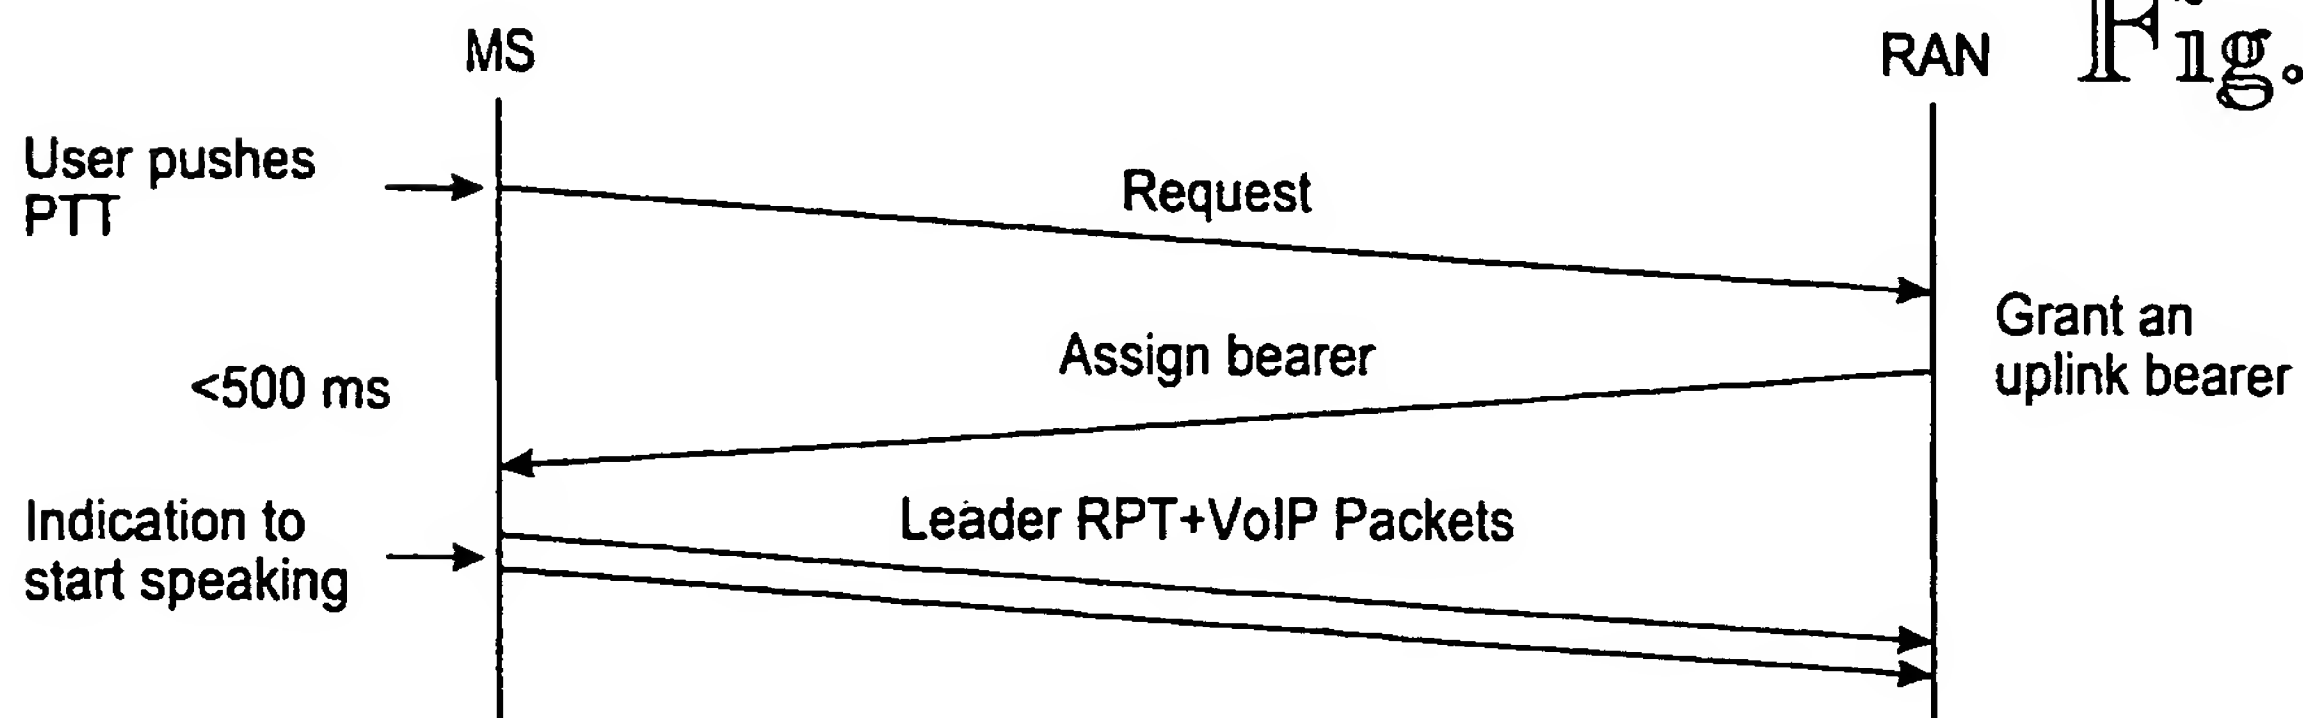 MS
RAN
Fig.
User pushes
PTT
Request
Grant an
uplink bearer
Assign bearer
<500 ms
Leader RPT+VoIP Packets
Indication to
start speaking